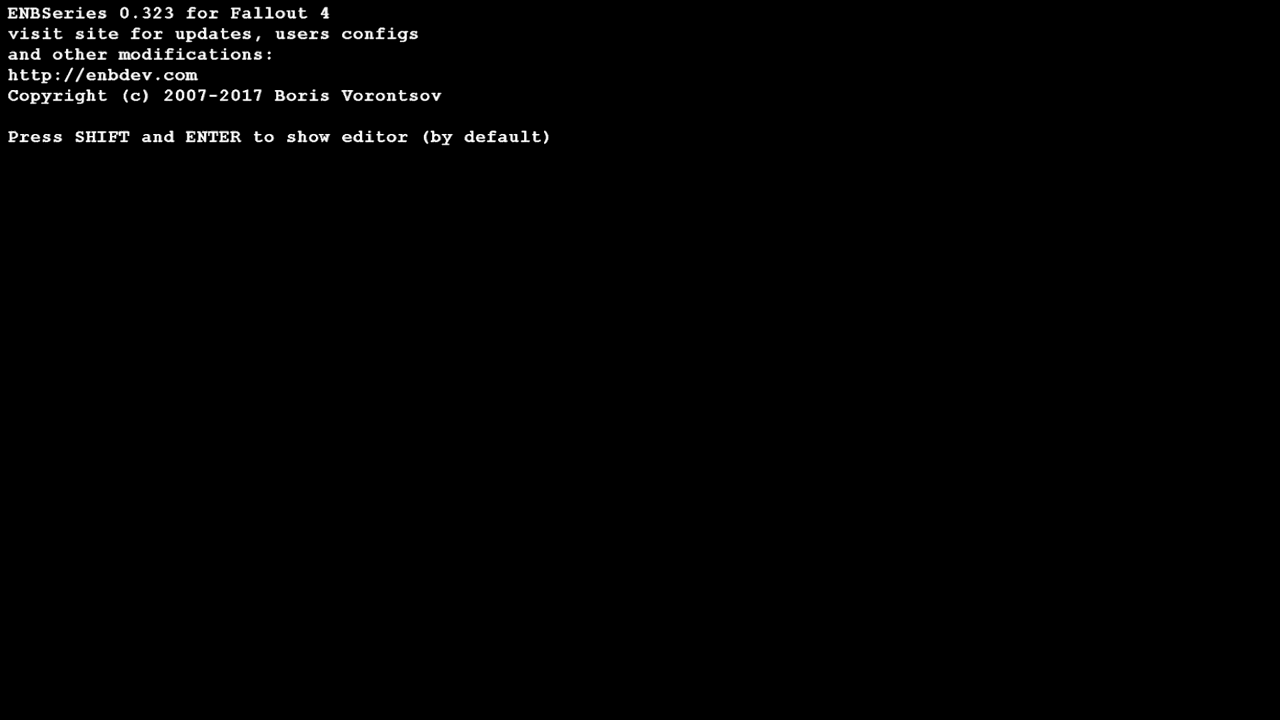 ENBSeries 0.323 for Fallout 4
visit site for updates, users configs
and other modifications:
http://enbdev.com
Copyright (c) 2007-2017 Boris Vorontsov
Press SHIFT and ENTER to show editor (by default)